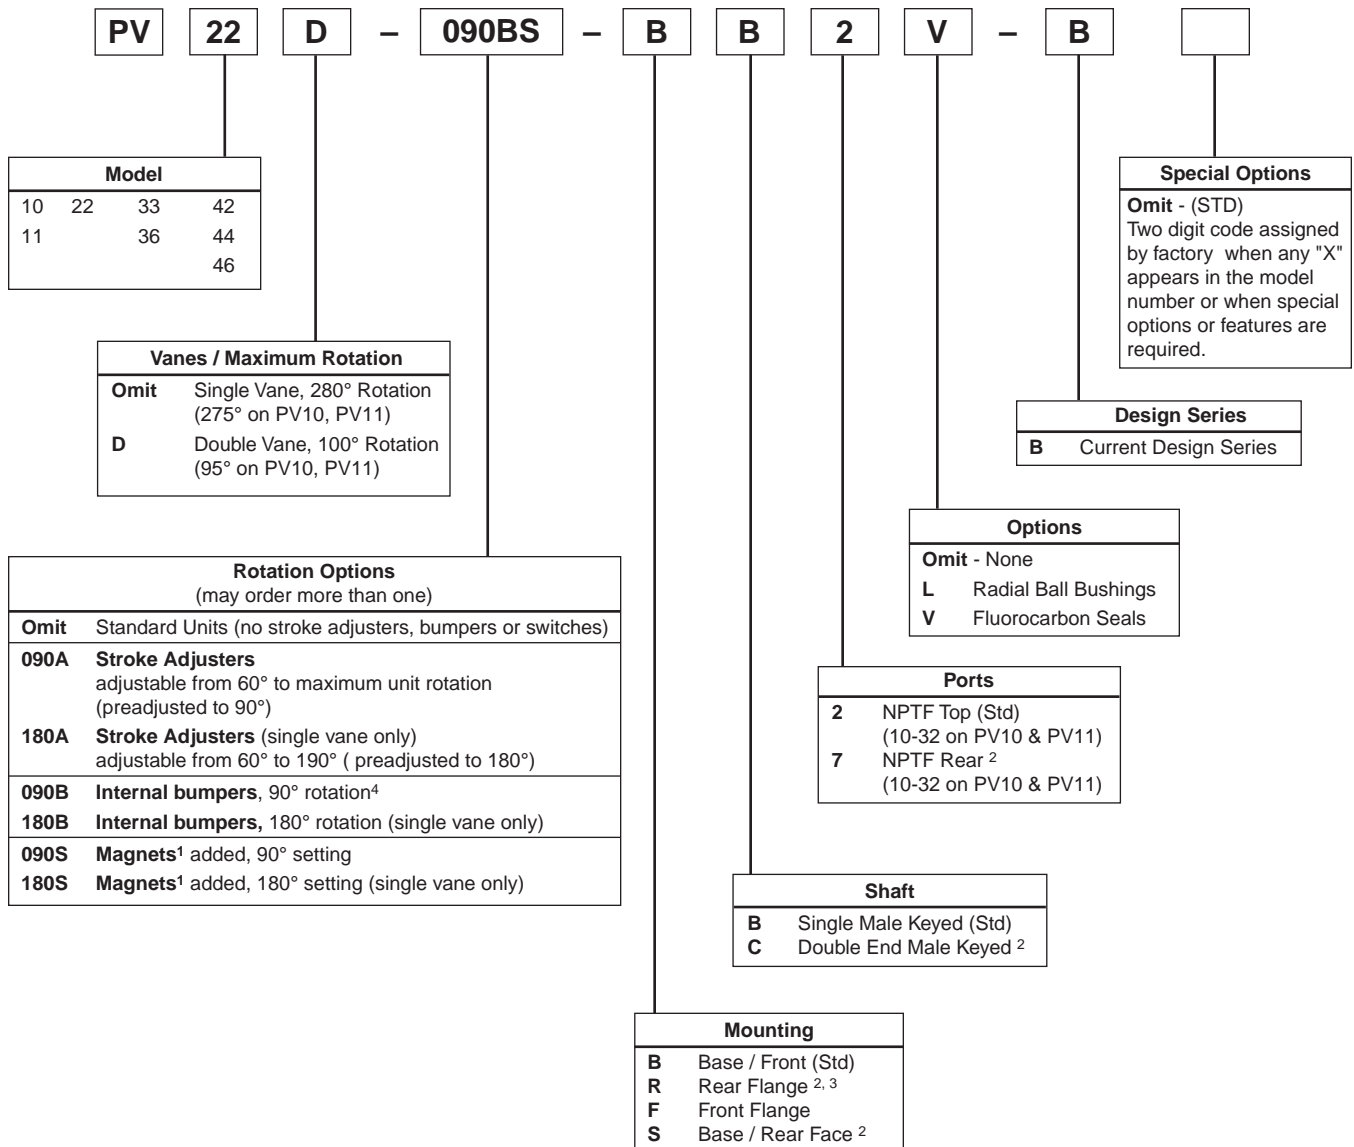 PV 22 D – 090BS – B B 2 V – B
Model
10 22 33 42
11 36 44
46
Special Options
Omit - (STD)
Two digit code assigned
by factory when any "X"
appears in the model
number or when special
options or features are
required.
Vanes / Maximum Rotation
Omit Single Vane, 280° Rotation
(275° on PV10, PV11)
D Double Vane, 100° Rotation
(95° on PV10, PV11)
Design Series
B Current Design Series
Options
Omit - None
L Radial Ball Bushings
V Fluorocarbon Seals
Rotation Options
(may order more than one)
Omit Standard Units (no stroke adjusters, bumpers or switches)
090A Stroke Adjusters
adjustable from 60° to maximum unit rotation
(preadjusted to 90°)
180A Stroke Adjusters (single vane only)
adjustable from 60° to 190° ( preadjusted to 180°)
090B Internal bumpers, 90° rotation4
180B Internal bumpers, 180° rotation (single vane only)
090S Magnets1 added, 90° setting
180S Magnets1 added, 180° setting (single vane only)
Ports
2 NPTF Top (Std)
(10-32 on PV10 & PV11)
7 NPTF Rear 2
(10-32 on PV10 & PV11)
Shaft
B Single Male Keyed (Std)
C Double End Male Keyed 2
Mounting
B Base / Front (Std)
R Rear Flange 2, 3
F Front Flange
S Base / Rear Face 2